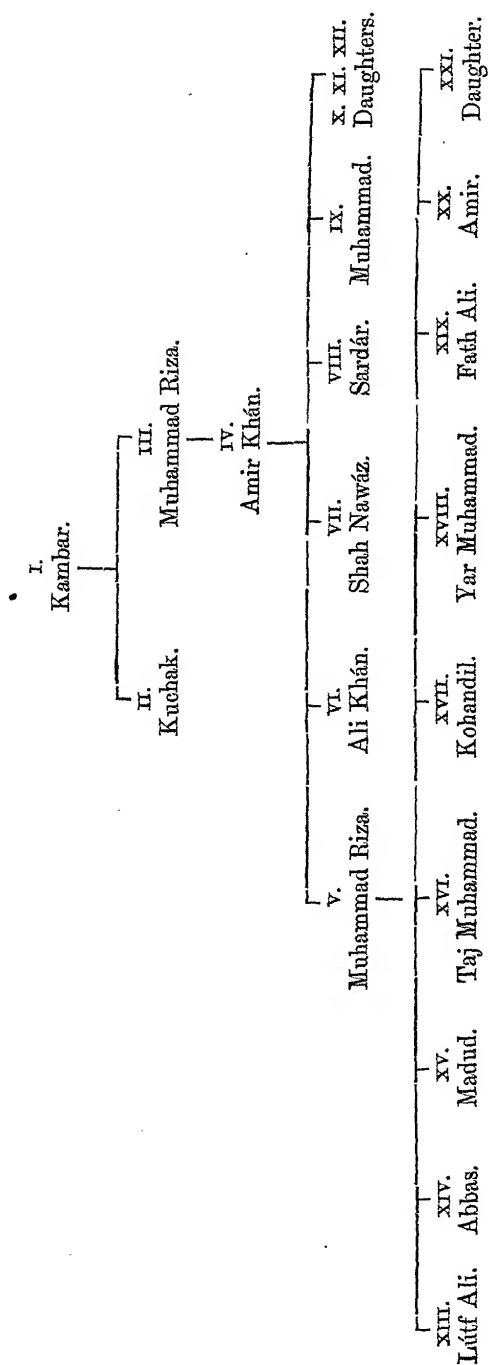 I.
Kambar.
II. III.
Kuchak. Muhammad Riza.
IV.
Amir Khán.
V. VI. VII. VIII. IX. X. XI. XII.
Muhammad Riza. Ali Khán. Shah Nawáz. Sardár. Muhammad. Daughters.
XIII. XIV. XV. XVI. XVII. XVIII. XIX. XX. XXI.
Lútf Ali. Abbas. Madud. Taj Muhammad. Kohandil. Yar Muhammad. Fath Ali. Amir. Daughter.